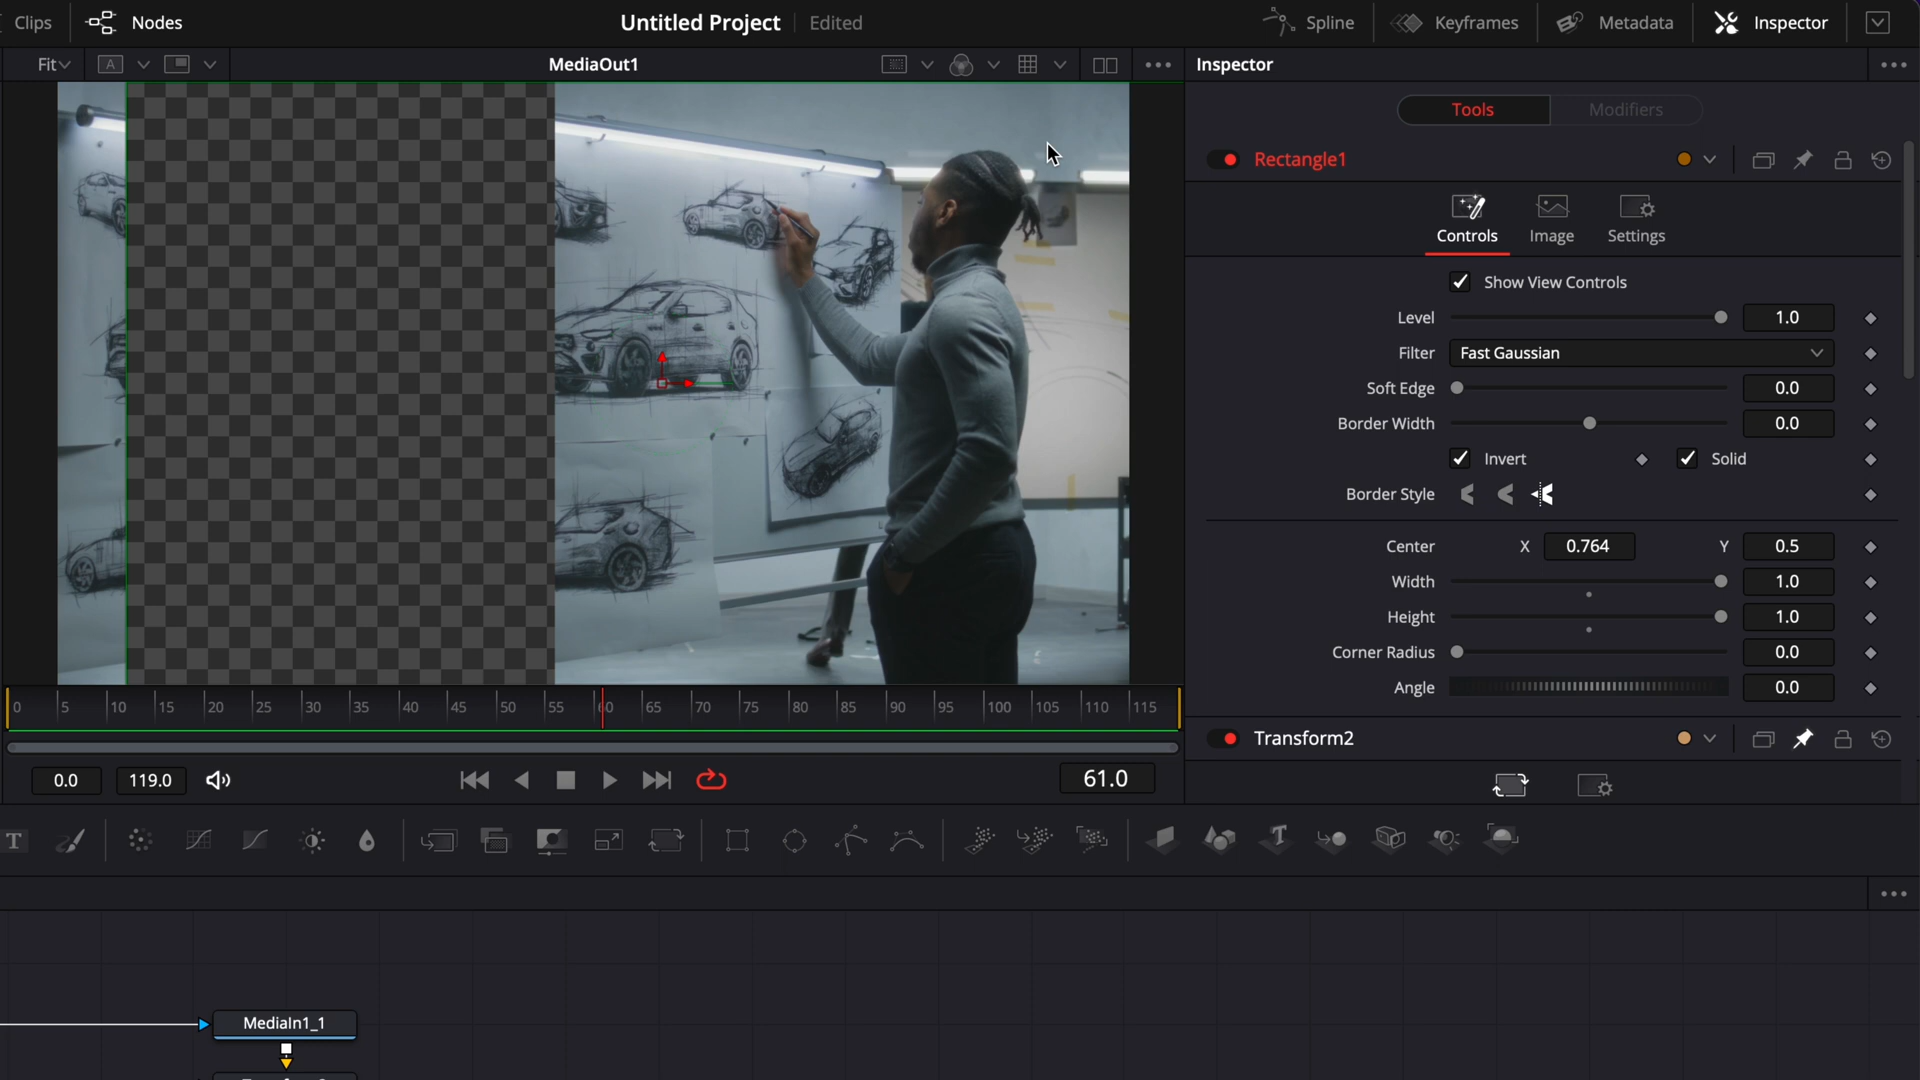 Clips
Nodes
Untitled Project
Edited
Spline
Keyframes
Metadata
Inspector
Fit
A
MediaOut1
Inspector
Tools
Modifiers
Rectangle1
Controls
Image
Settings
Show View Controls
Level
1.0
Filter
Fast Gaussian
Soft Edge
0.0
Border Width
0.0
Invert
Solid
Border Style
Center
X
0.764
Y
0.5
Width
1.0
Height
1.0
Corner Radius
0.0
Angle
0.0
0 5 10 15 20 25 30 35 40 45 50 55 60 65 70 75 80 85 90 95 100 105 110 115
Transform2
0.0
119.0
61.0
T
MediaIn1_1